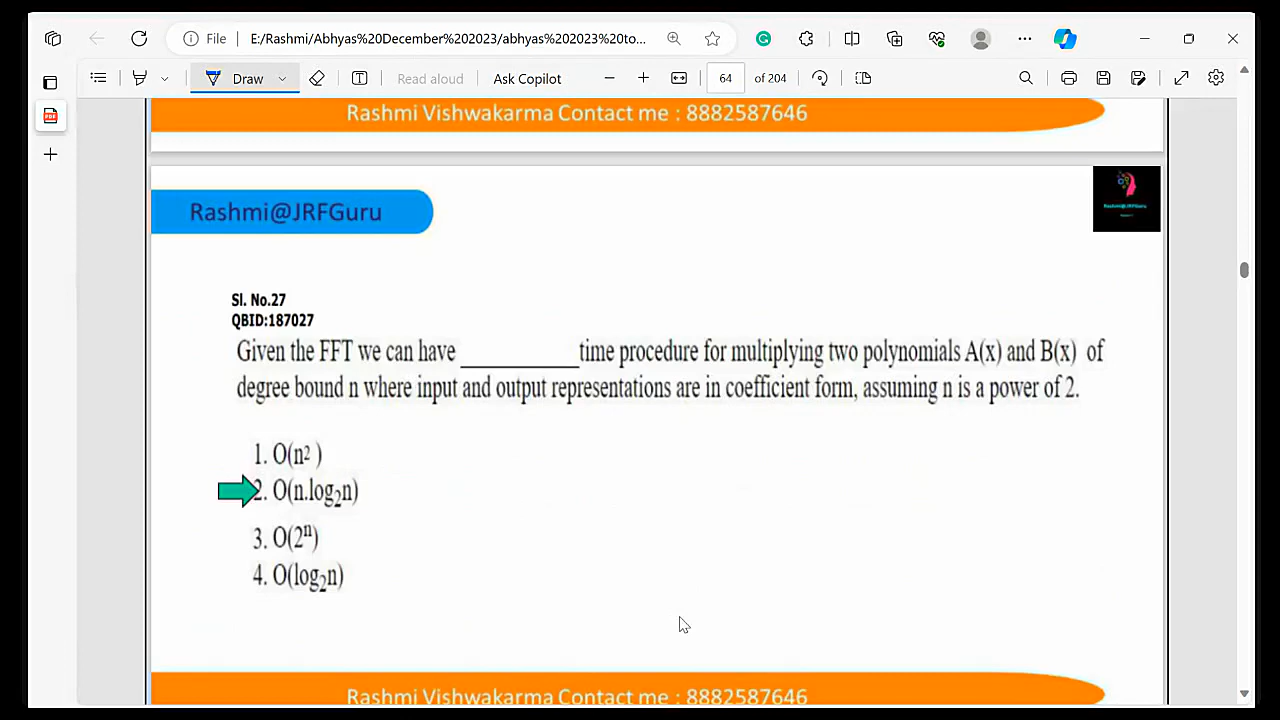 File E:/Rashmi/Abhyas%20December%202023/abhyas%202023%20to...
Draw Read aloud Ask Copilot 64 of 204
Rashmi Vishwakarma Contact me : 8882587646
Rashmi@JRFGuru
Sl. No.27
QBID:187027
Given the FFT we can have __________ time procedure for multiplying two polynomials A(x) and B(x) of
degree bound n where input and output representations are in coefficient form, assuming n is a power of 2.
1. O(n²)
2. O(n.log₂n)
3. O(2ⁿ)
4. O(log₂n)
Rashmi Vishwakarma Contact me : 8882587646